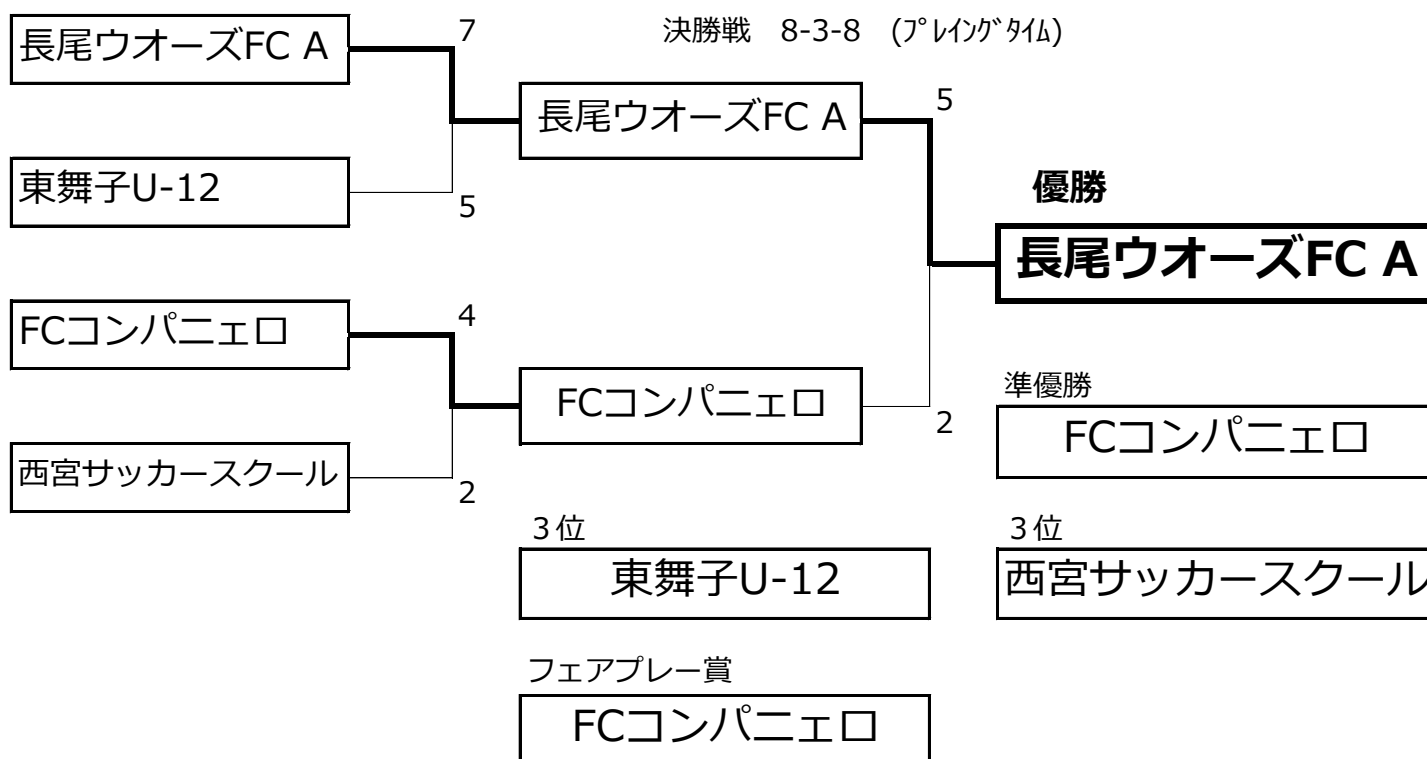 決勝戦 8-3-8 (ﾌﾟﾚｲﾝｸﾞﾀｲﾑ)
長尾ウオーズFC A
7
東舞子U-12
5
長尾ウオーズFC A
5
FCコンパニェロ
4
西宮サッカースクール
2
FCコンパニェロ
2
優勝
長尾ウオーズFC A
準優勝
FCコンパニェロ
３位
東舞子U-12
３位
西宮サッカースクール
フェアプレー賞
FCコンパニェロ